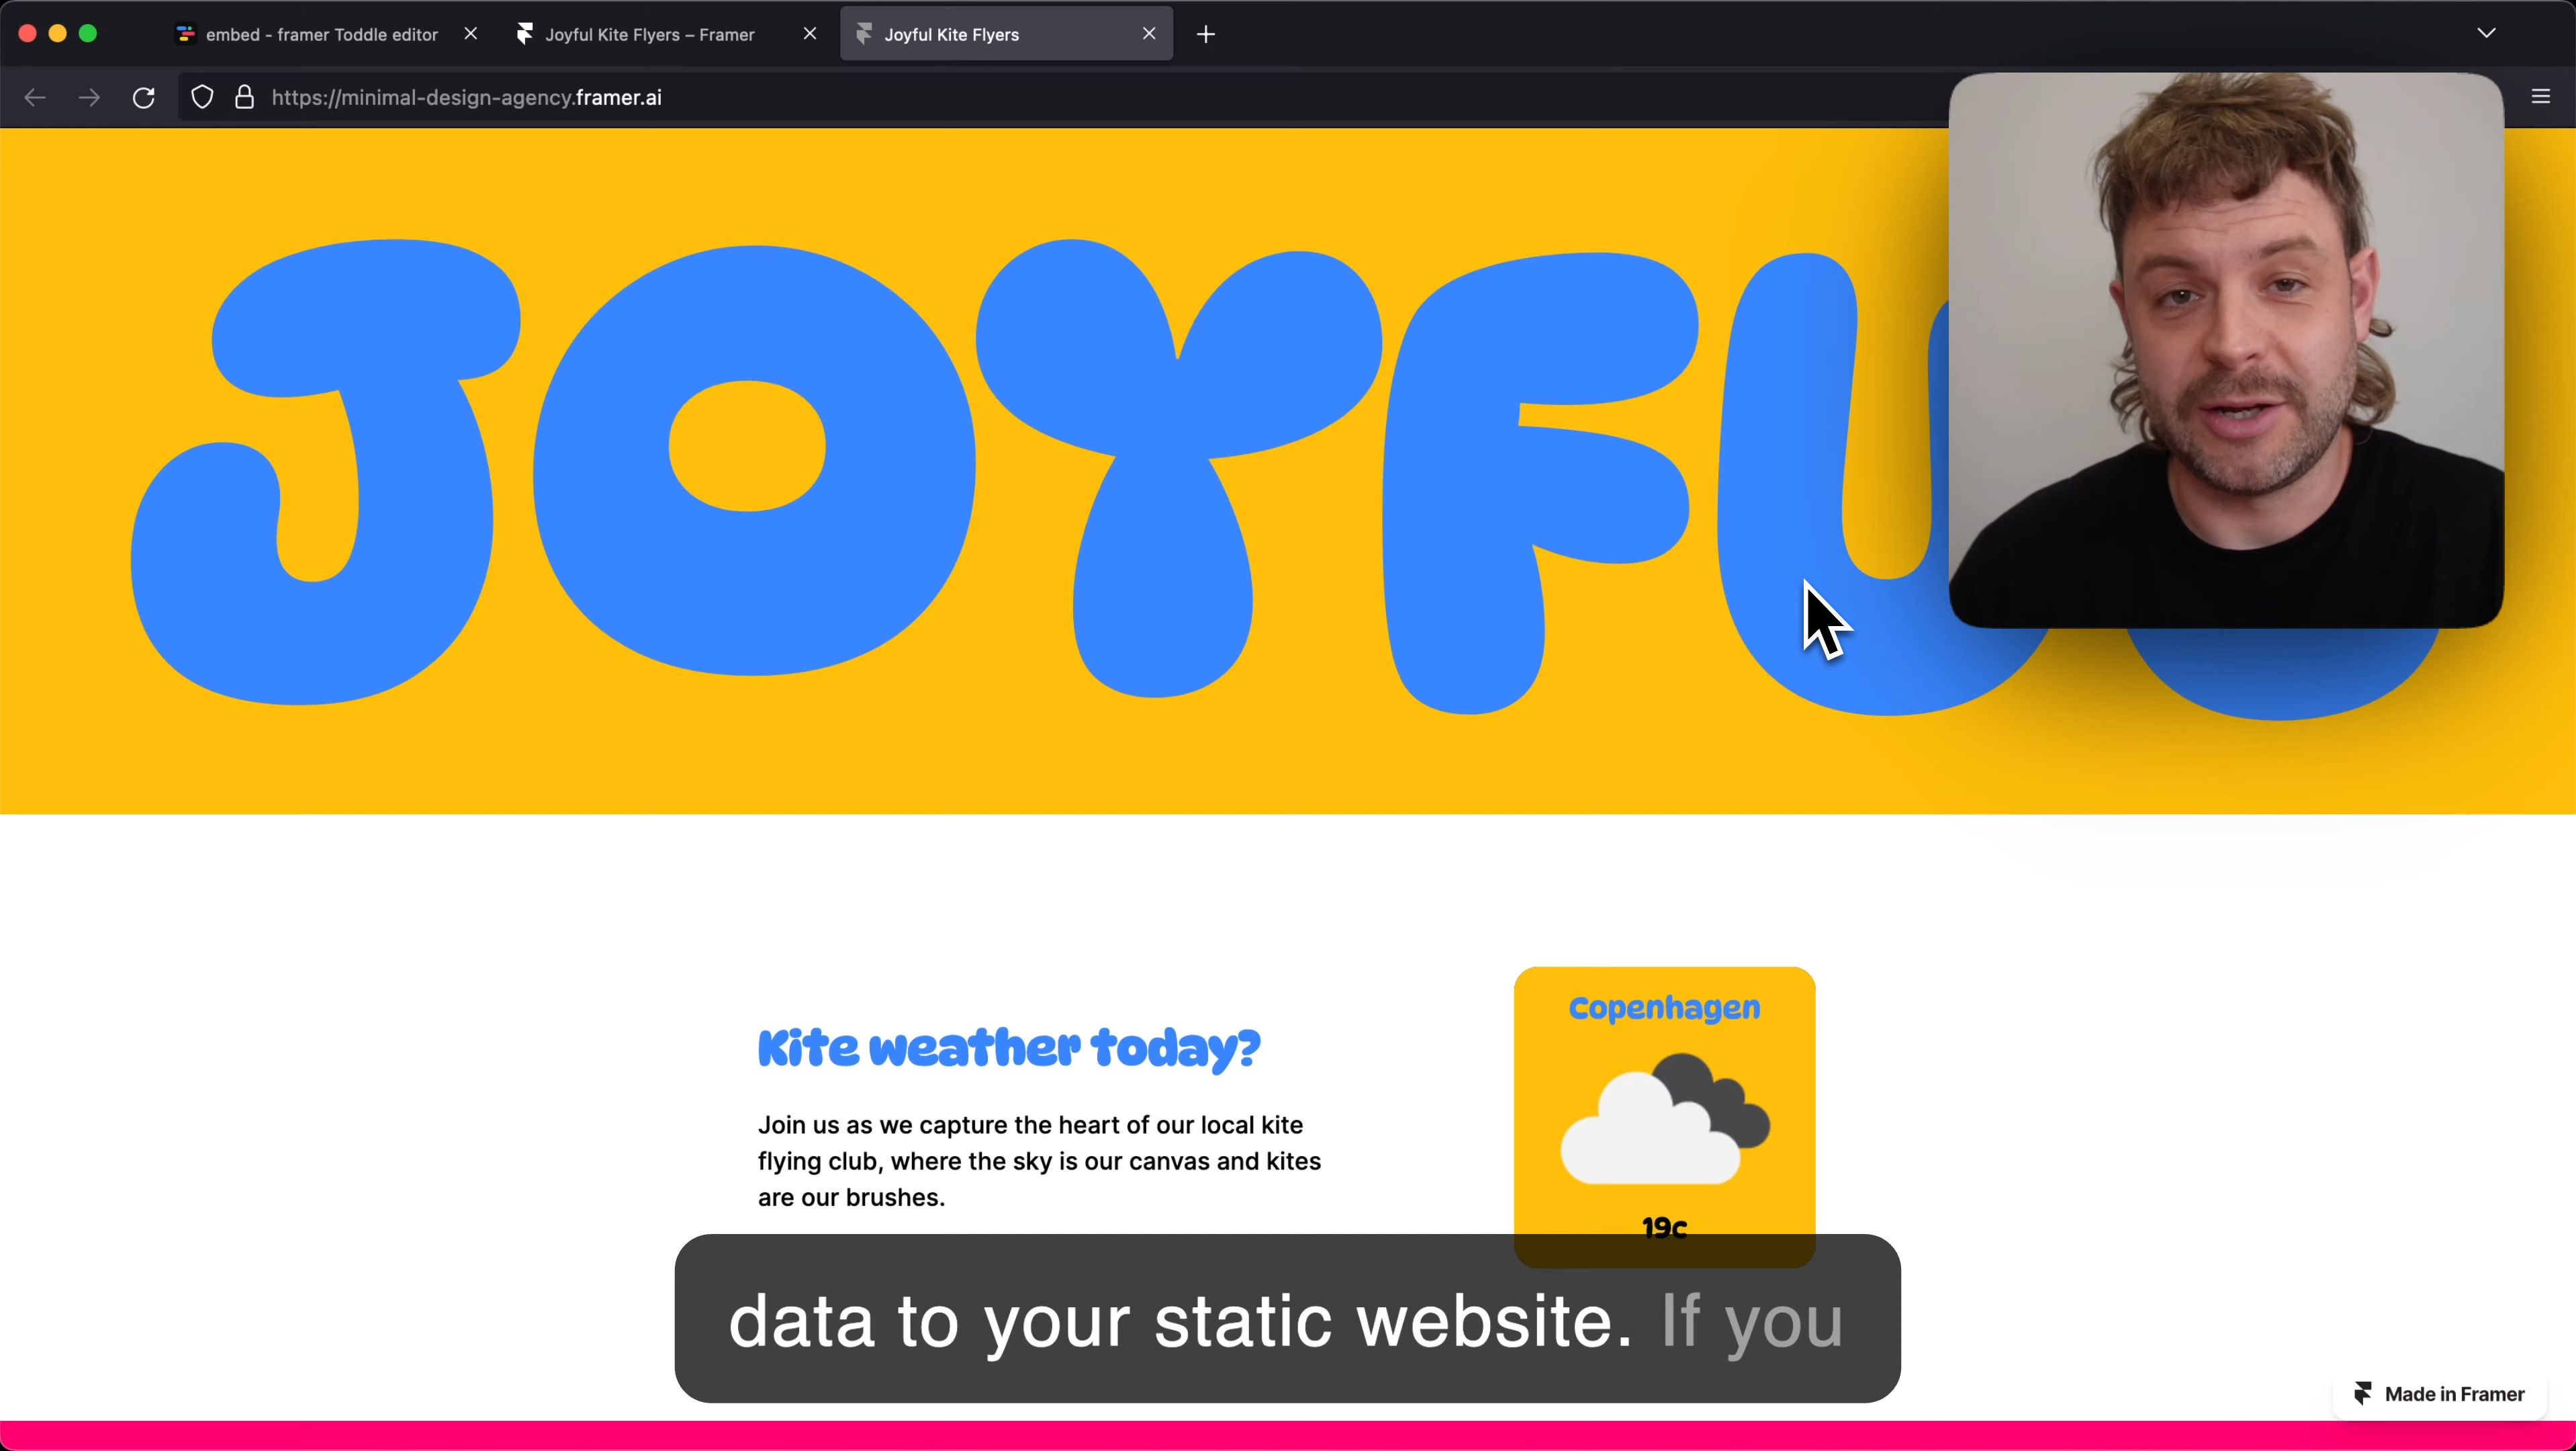 embed - framer Toddle editor
Joyful Kite Flyers – Framer
Joyful Kite Flyers
https://minimal-design-agency.framer.ai
Kite weather today?
Join us as we capture the heart of our local kite
flying club, where the sky is our canvas and kites
are our brushes.
Copenhagen
19c
data to your static website. If you
Made in Framer